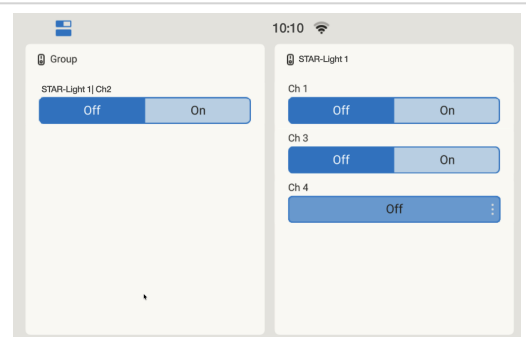 10:10
Group
STAR-Light 1| Ch2
Off On
STAR-Light 1
Ch 1
Off On
Ch 3
Off On
Ch 4
Off